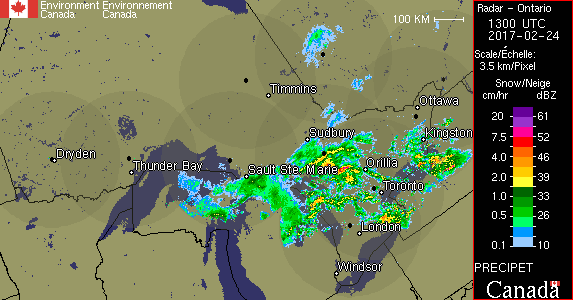 Environment Environnement
Canada Canada
100 KM
Timmins
Ottawa
Sudbury
Kingston
Dryden
Thunder Bay
Sault Ste. Marie
Orillia
Toronto
London
Windsor
Radar - Ontario
1300 UTC
2017-02-24
Scale/Échelle:
3.5 km/Pixel
Snow/Neige
cm/hr dBZ
20 61
7.5 52
4.0 46
2.0 39
1.0 33
0.5 26
0.1 10
PRECIPET
Canada